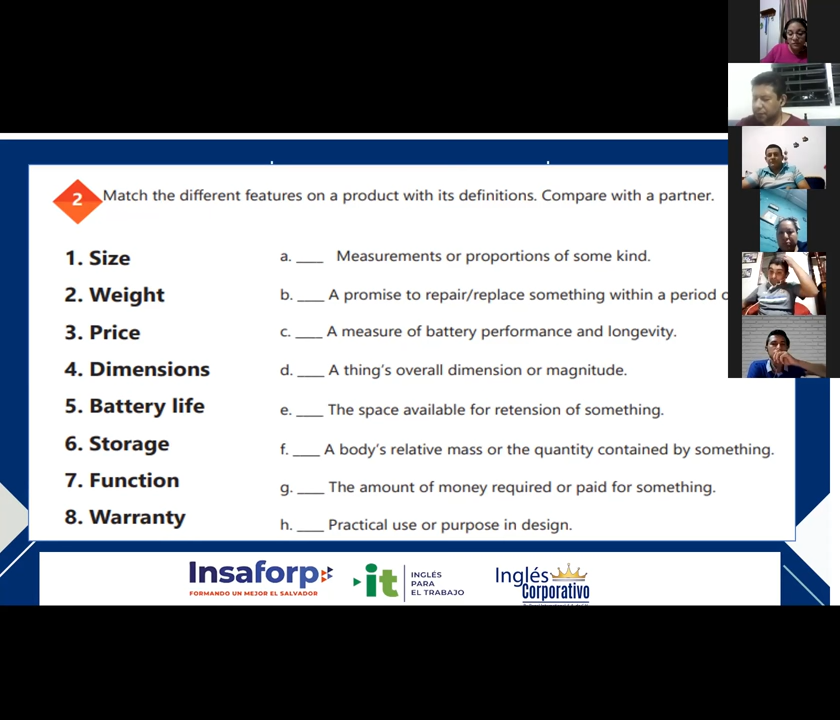 2 Match the different features on a product with its definitions. Compare with a partner.
1. Size
2. Weight
3. Price
4. Dimensions
5. Battery life
6. Storage
7. Function
8. Warranty
a. ____ Measurements or proportions of some kind.
b. ____ A promise to repair/replace something within a period
c. ____ A measure of battery performance and longevity.
d. ____ A thing's overall dimension or magnitude.
e. ____ The space available for retention of something.
f. ____ A body's relative mass or the quantity contained by something.
g. ____ The amount of money required or paid for something.
h. ____ Practical use or purpose in design.
Insaforp
FORMANDO UN MEJOR EL SALVADOR
it
INGLÉS
PARA
EL TRABAJO
Inglés
Corporativo